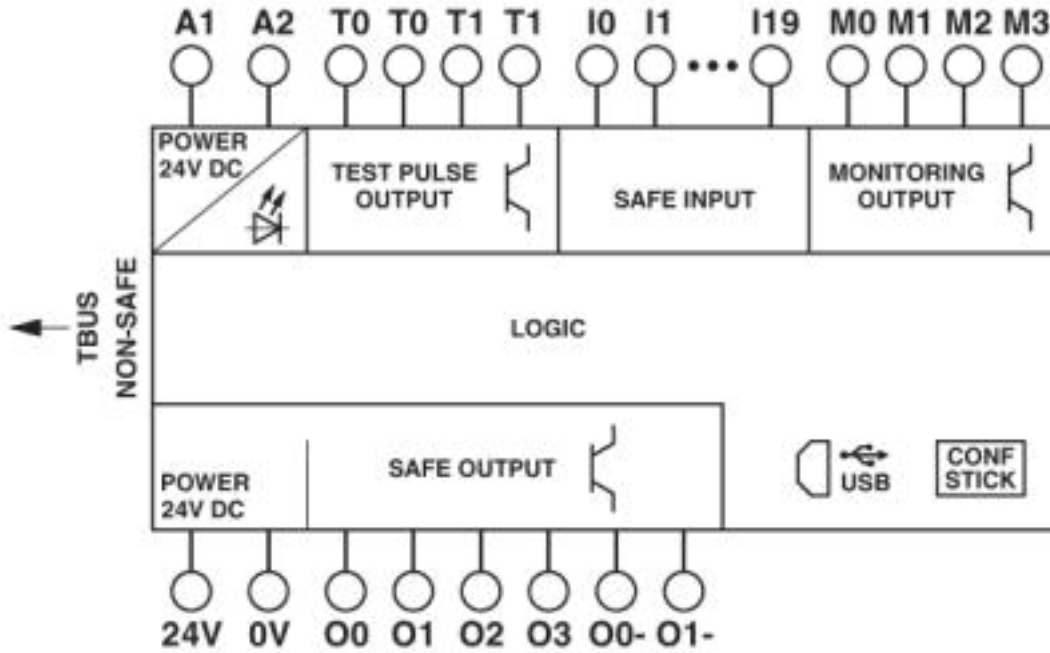 A1 A2 T0 T0 T1 T1 I0 I1 ••• I19 M0 M1 M2 M3
POWER
24V DC
TEST PULSE
OUTPUT
SAFE INPUT
MONITORING
OUTPUT
TBUS
NON-SAFE
LOGIC
POWER
24V DC
SAFE OUTPUT
USB
CONF
STICK
24V 0V O0 O1 O2 O3 O0- O1-